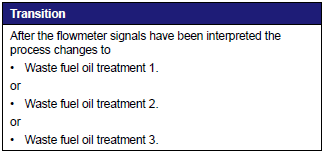 Transition
After the flowmeter signals have been interpreted the
process changes to
• Waste fuel oil treatment 1.
or
• Waste fuel oil treatment 2.
or
• Waste fuel oil treatment 3.